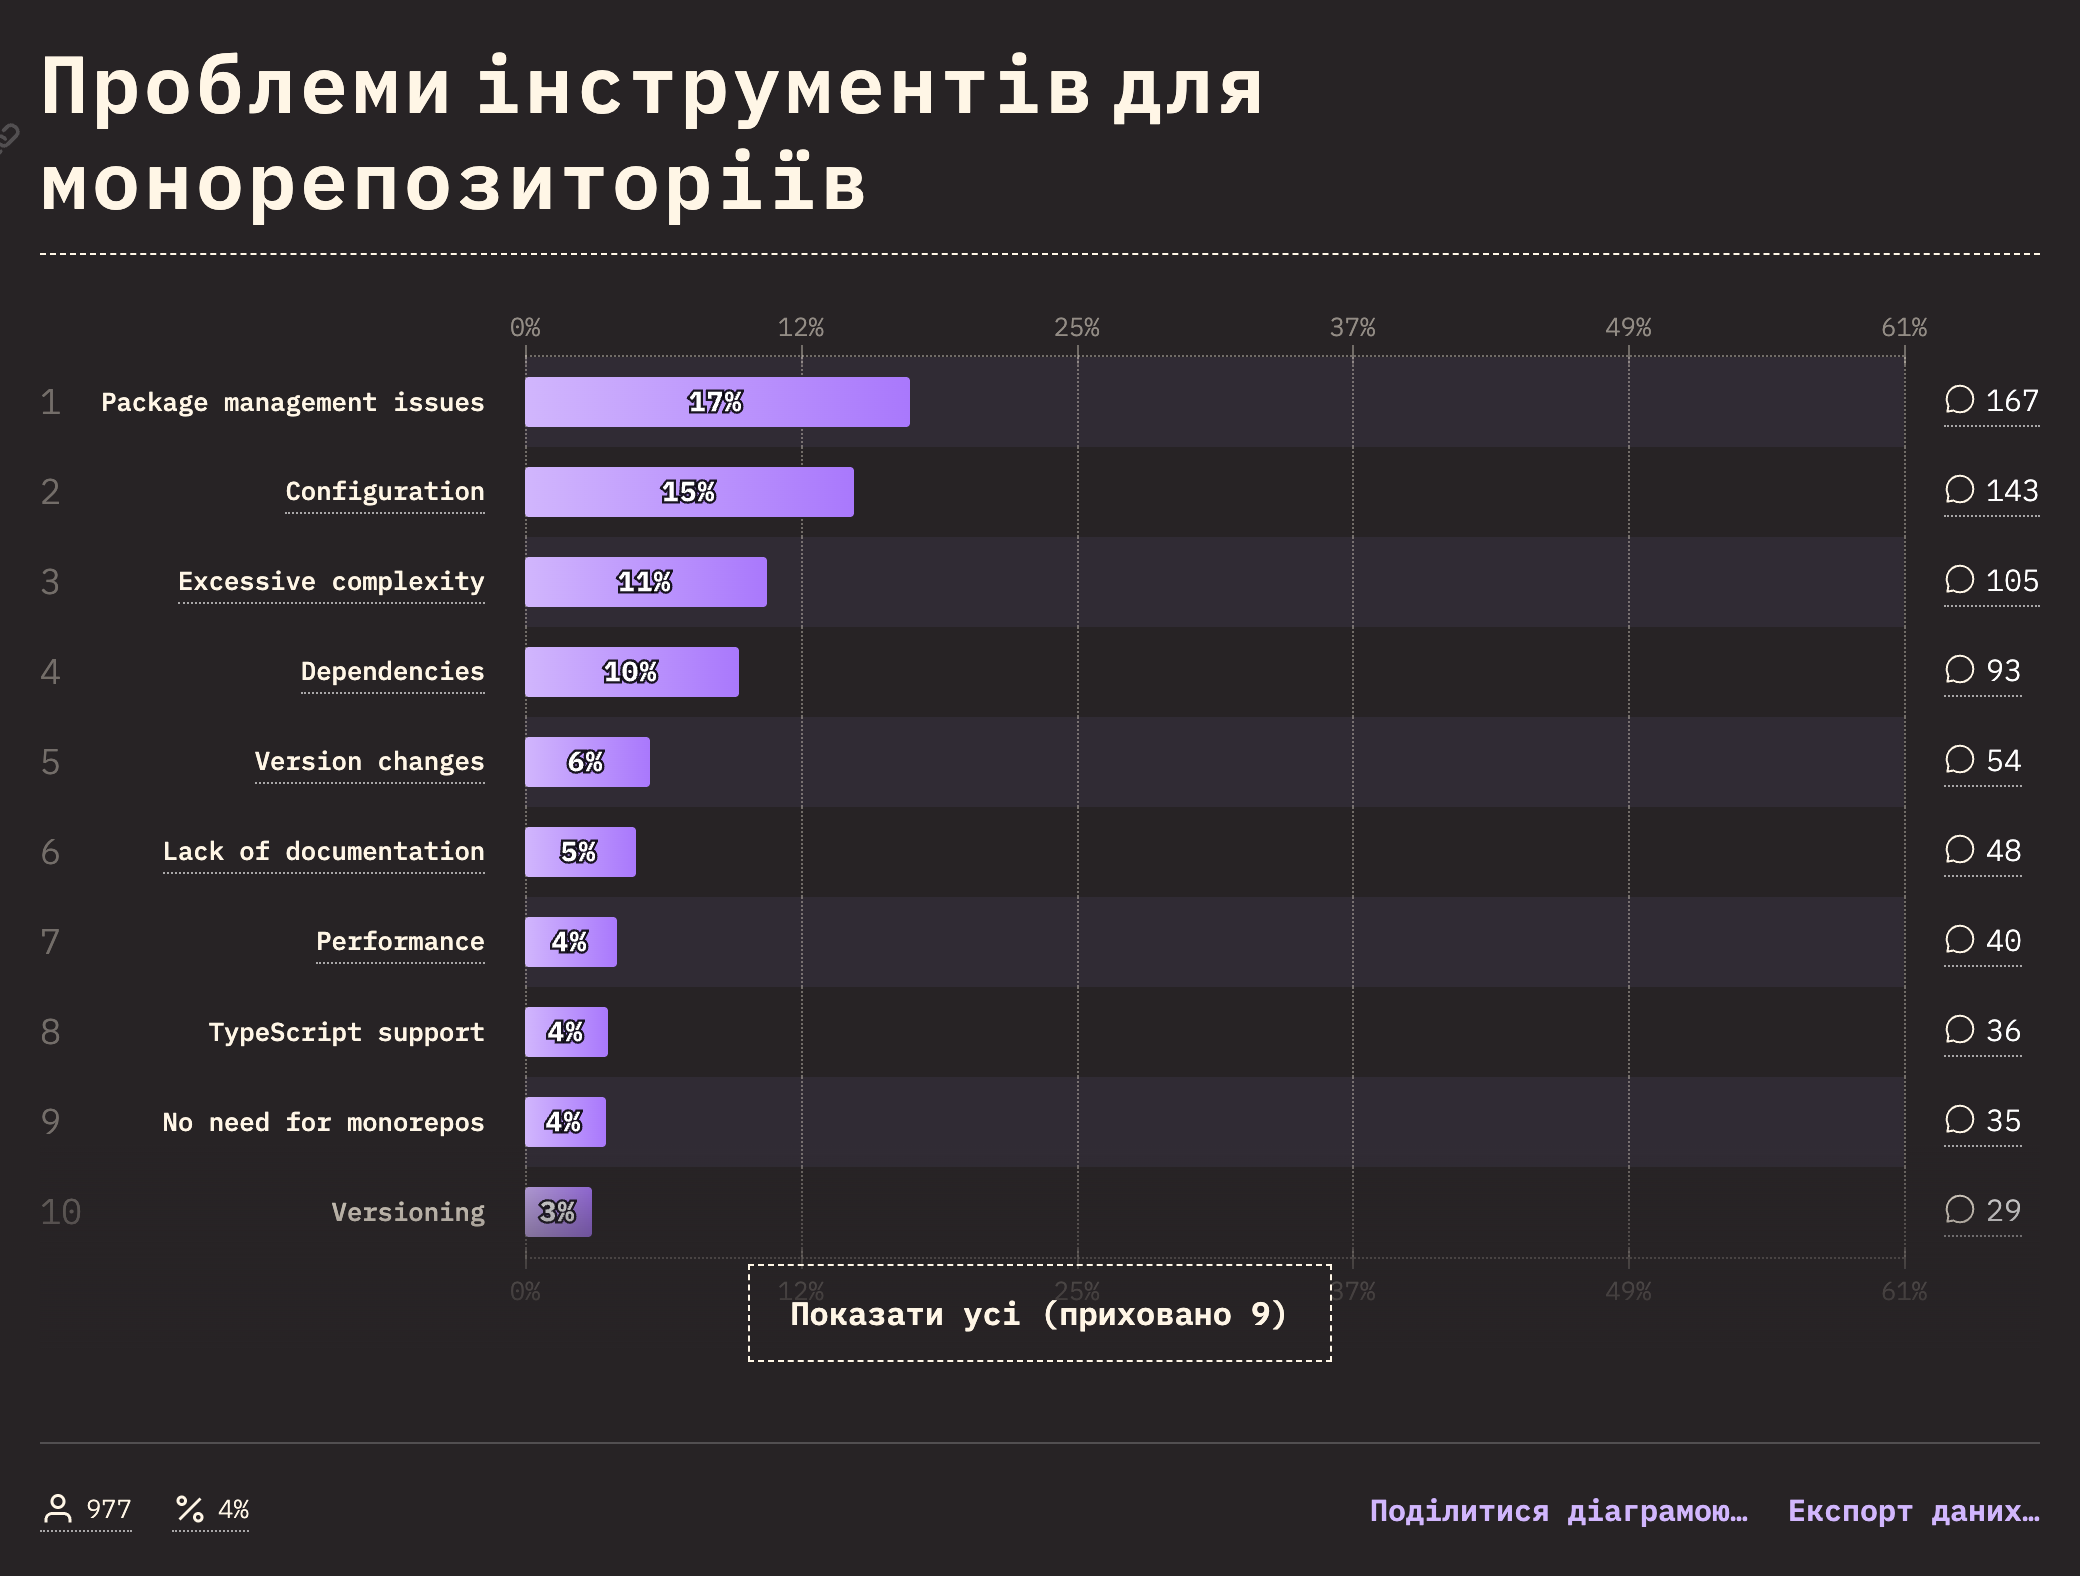 Проблеми інструментів для
монорепозиторіїв
0% 12% 25% 37% 49% 61%
1 Package management issues 17% 167
2 Configuration 15% 143
3 Excessive complexity 11% 105
4 Dependencies 10% 93
5 Version changes 6% 54
6 Lack of documentation 5% 48
7 Performance 4% 40
8 TypeScript support 4% 36
9 No need for monorepos 4% 35
10 Versioning 3% 29
0% 12% 25% 37% 49% 61%
Показати усі (приховано 9)
977 4% Поділитися діаграмою… Експорт даних…